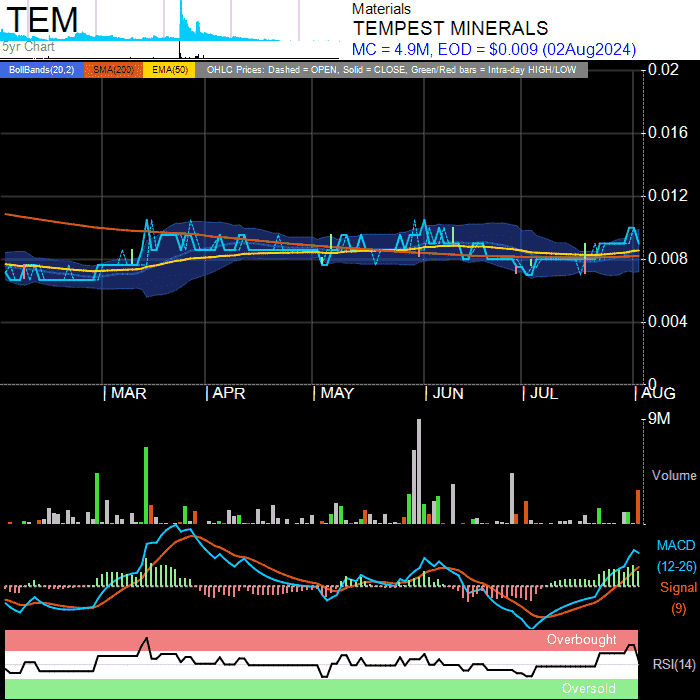 TEM
5yr Chart
Materials
TEMPEST MINERALS
MC = 4.9M, EOD = $0.009 (02Aug2024)
BollBands(20,2) SMA(200) EMA(50) OHLC Prices: Dashed = OPEN, Solid = CLOSE, Green/Red bars = Intra-day HIGH/LOW
0.02
0.016
0.012
0.008
0.004
0
MAR APR MAY JUN JUL AUG
9M
Volume
MACD
(12-26)
Signal
(9)
Overbought
RSI(14)
Oversold